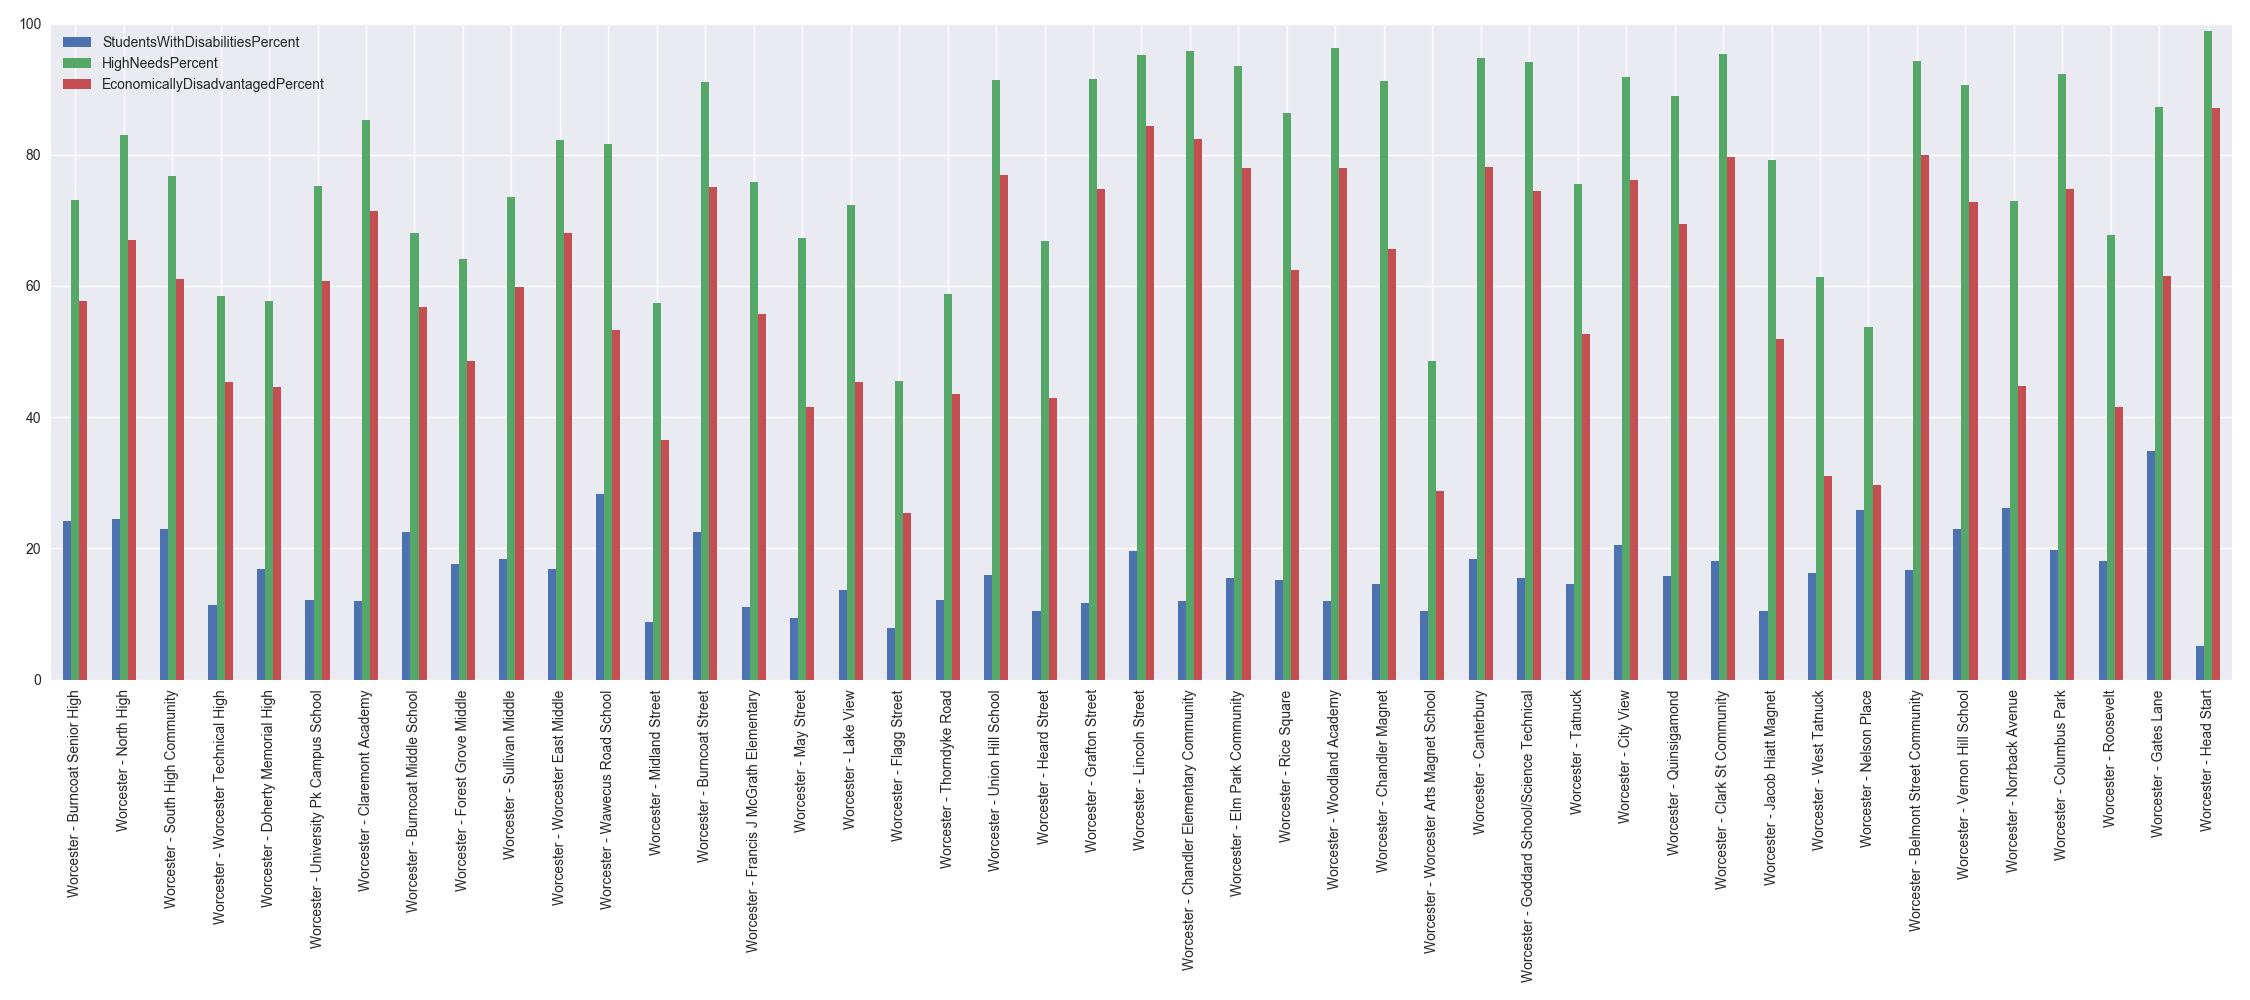 100
80
60
40
20
0
StudentsWithDisabilitiesPercent
HighNeedsPercent
EconomicallyDisadvantagedPercent
Worcester - Burncoat Senior High
Worcester - North High
Worcester - South High Community
Worcester - Worcester Technical High
Worcester - Doherty Memorial High
Worcester - University Pk Campus School
Worcester - Claremont Academy
Worcester - Burncoat Middle School
Worcester - Forest Grove Middle
Worcester - Sullivan Middle
Worcester - Worcester East Middle
Worcester - Wawecus Road School
Worcester - Midland Street
Worcester - Burncoat Street
Worcester - Francis J McGrath Elementary
Worcester - May Street
Worcester - Lake View
Worcester - Flagg Street
Worcester - Thorndyke Road
Worcester - Union Hill School
Worcester - Heard Street
Worcester - Grafton Street
Worcester - Lincoln Street
Worcester - Chandler Elementary Community
Worcester - Elm Park Community
Worcester - Rice Square
Worcester - Woodland Academy
Worcester - Chandler Magnet
Worcester - Worcester Arts Magnet School
Worcester - Canterbury
Worcester - Goddard School/Science Technical
Worcester - Tatnuck
Worcester - City View
Worcester - Quinsigamond
Worcester - Clark St Community
Worcester - Jacob Hiatt Magnet
Worcester - West Tatnuck
Worcester - Nelson Place
Worcester - Belmont Street Community
Worcester - Vernon Hill School
Worcester - Norrback Avenue
Worcester - Columbus Park
Worcester - Roosevelt
Worcester - Gates Lane
Worcester - Head Start